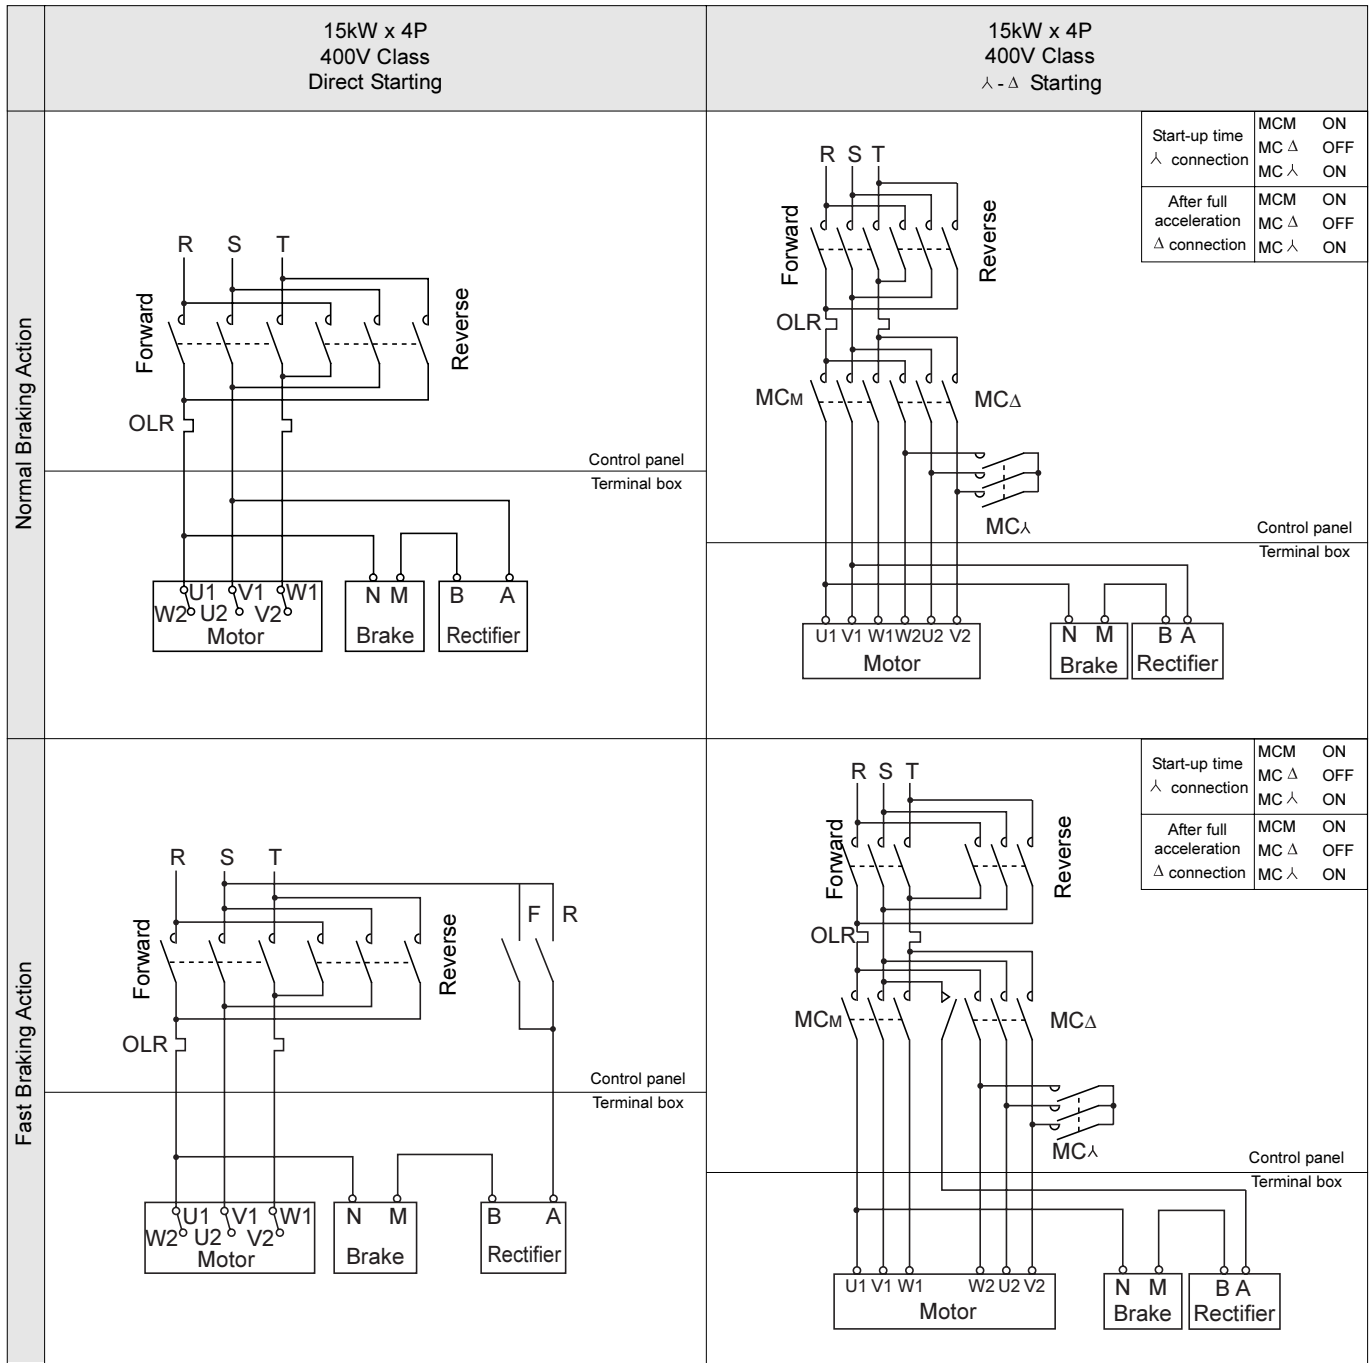 15kW x 4P
400V Class
Direct Starting
15kW x 4P
400V Class
⅄ - Δ Starting
Normal Braking Action
R S T
Forward
Reverse
OLR
Control panel
Terminal box
U1 V1 W1
W2 U2 V2
Motor
N M
Brake
B A
Rectifier
Start-up time
⅄ connection
MCM ON
MC Δ OFF
MC ⅄ ON
After full
acceleration
Δ connection
MCM ON
MC Δ OFF
MC ⅄ ON
R S T
Forward
Reverse
OLR
MCM
MCΔ
MC⅄
Control panel
Terminal box
U1 V1 W1 W2 U2 V2
Motor
N M
Brake
B A
Rectifier
Fast Braking Action
R S T
F R
Forward
Reverse
OLR
Control panel
Terminal box
U1 V1 W1
W2 U2 V2
Motor
N M
Brake
B A
Rectifier
Start-up time
⅄ connection
MCM ON
MC Δ OFF
MC ⅄ ON
After full
acceleration
Δ connection
MCM ON
MC Δ OFF
MC ⅄ ON
R S T
Forward
Reverse
OLR
MCM
MCΔ
MC⅄
Control panel
Terminal box
U1 V1 W1 W2 U2 V2
Motor
N M
Brake
B A
Rectifier